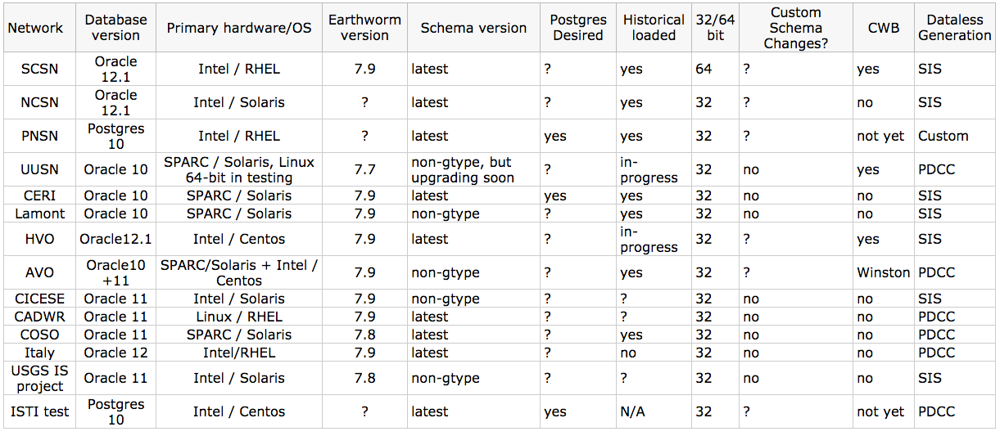 Network Database version Primary hardware/OS Earthworm version Schema version Postgres Desired Historical loaded 32/64 bit Custom Schema Changes? CWB Dataless Generation
SCSN Oracle 12.1 Intel / RHEL 7.9 latest ? yes 64 ? yes SIS
NCSN Oracle 12.1 Intel / Solaris ? latest ? yes 32 ? no SIS
PNSN Postgres 10 Intel / RHEL ? latest yes yes 32 ? not yet Custom
UUSN Oracle 10 SPARC / Solaris, Linux 64-bit in testing 7.7 non-gtype, but upgrading soon ? in-progress 32 no yes PDCC
CERI Oracle 10 SPARC / Solaris 7.9 latest yes yes 32 no no SIS
Lamont Oracle 10 SPARC / Solaris 7.9 non-gtype ? yes 32 no no SIS
HVO Oracle12.1 Intel / Centos 7.9 latest ? in-progress 32 ? yes SIS
AVO Oracle10 +11 SPARC/Solaris + Intel / Centos 7.9 non-gtype ? yes 32 ? Winston PDCC
CICESE Oracle 11 Intel / Solaris 7.9 non-gtype ? ? 32 no no SIS
CADWR Oracle 11 Linux / RHEL 7.9 latest ? ? 32 no no PDCC
COSO Oracle 11 SPARC / Solaris 7.8 latest ? yes 32 no no PDCC
Italy Oracle 12 Intel/RHEL 7.9 latest ? no 32 no no PDCC
USGS IS project Oracle 11 Intel / Solaris 7.8 non-gtype ? ? 32 no no SIS
ISTI test Postgres 10 Intel / Centos ? latest yes N/A 32 ? not yet PDCC